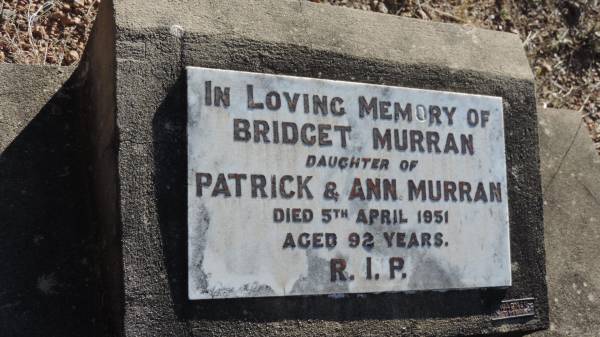 IN LOVING MEMORY OF
BRIDGET MURRAN
DAUGHTER OF
PATRICK & ANN MURRAN
DIED 5TH APRIL 1951
AGED 92 YEARS.
R.I.P.